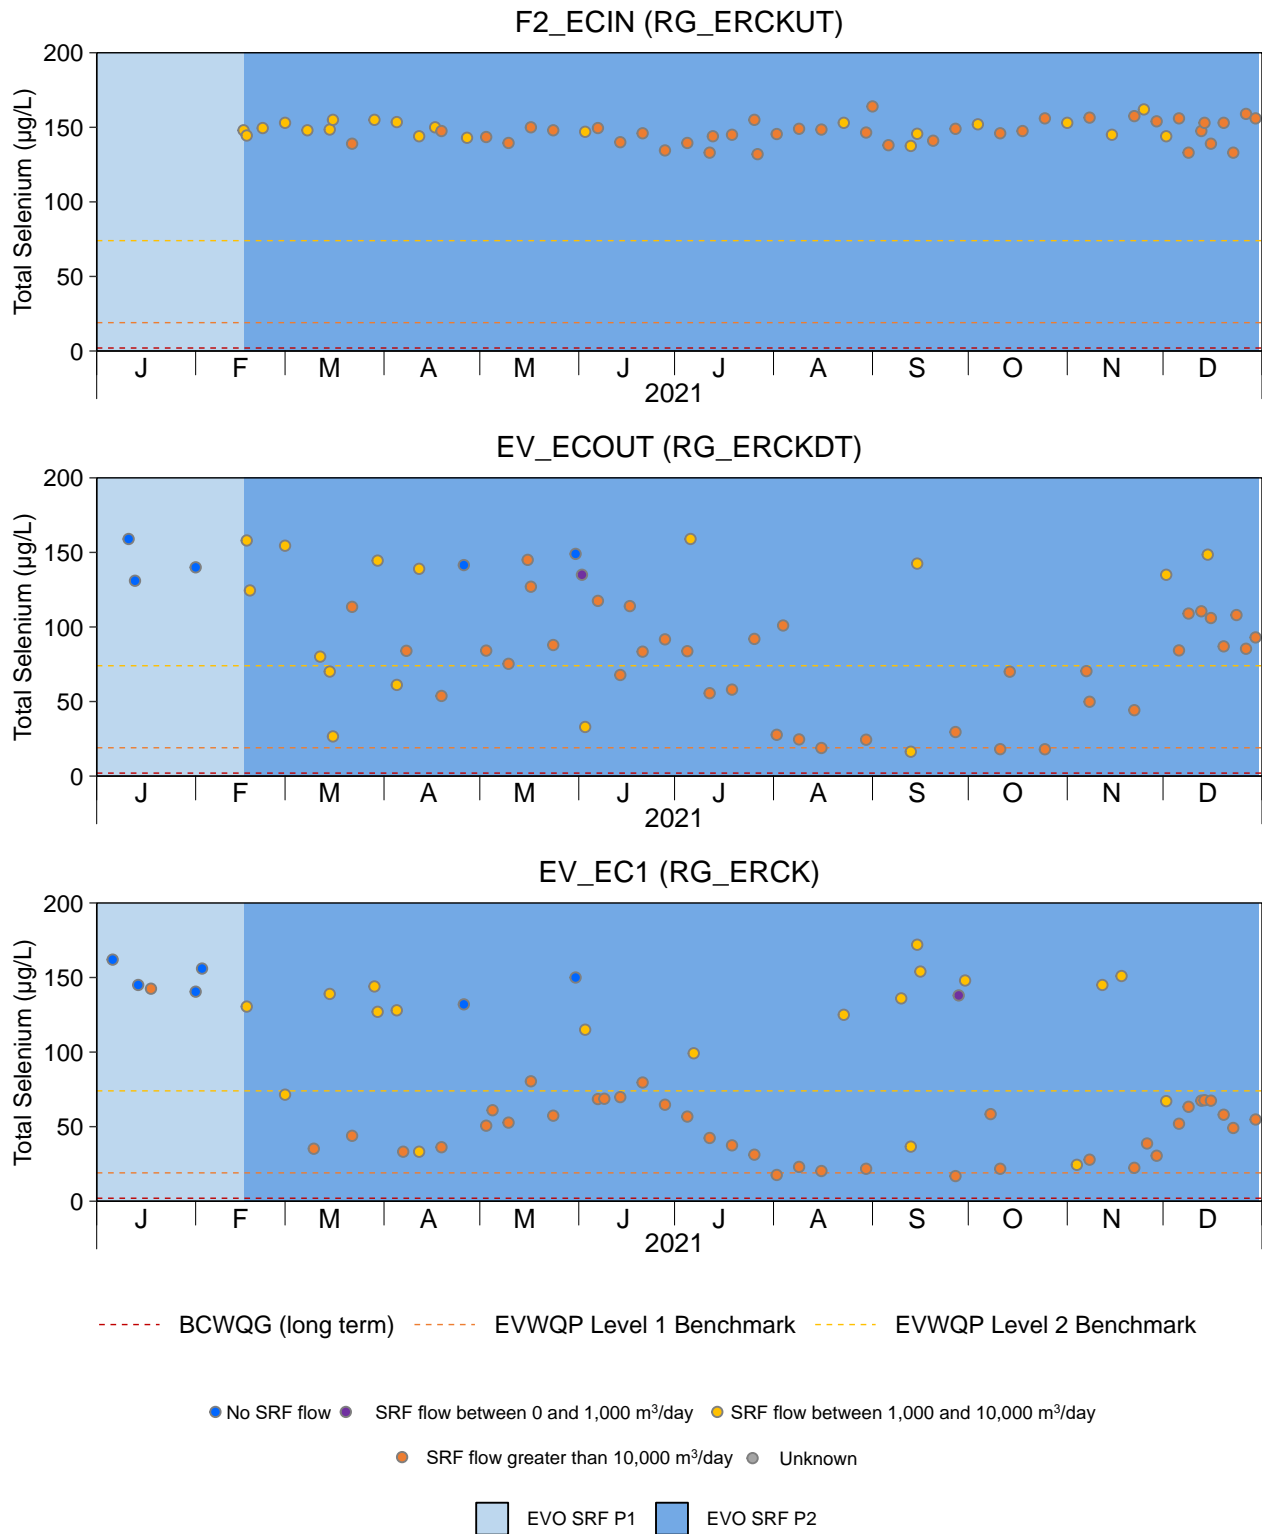 F2_ECIN (RG_ERCKUT)
Total Selenium (µg/L)
200
150
100
50
0
J F M A M J J A S O N D
2021
EV_ECOUT (RG_ERCKDT)
Total Selenium (µg/L)
200
150
100
50
0
J F M A M J J A S O N D
2021
EV_EC1 (RG_ERCK)
Total Selenium (µg/L)
200
150
100
50
0
J F M A M J J A S O N D
2021
BCWQG (long term) EVWQP Level 1 Benchmark EVWQP Level 2 Benchmark
No SRF flow SRF flow between 0 and 1,000 m³/day SRF flow between 1,000 and 10,000 m³/day
SRF flow greater than 10,000 m³/day Unknown
EVO SRF P1 EVO SRF P2